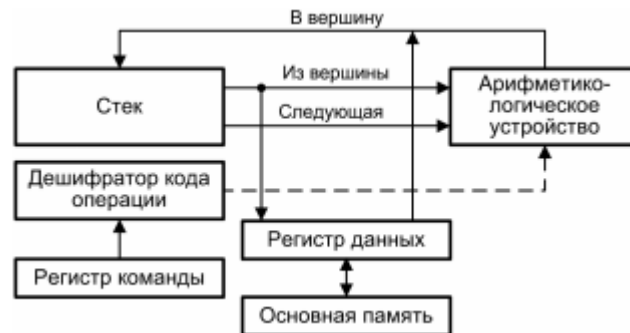 В вершину
Из вершины
Стек
Следующая
Арифметико-
логическое
устройство
Дешифратор кода
операции
Регистр данных
Регистр команды
Основная память